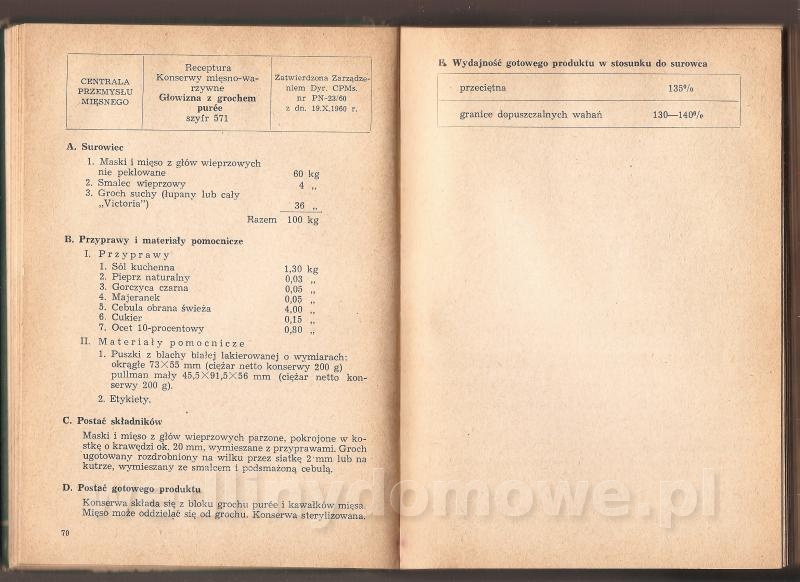 CENTRALA
PRZEMYSŁU
MIĘSNEGO
Receptura
Konserwy mięsno-wa-
rzywne
Głowizna z grochem
purée
szyfr 571
Zatwierdzona Zarządze-
niem Dyr. CPMs.
nr PN-23/60
z dn. 19.X.1960 r.
A. Surowiec
1. Maski i mięso z głów wieprzowych
nie peklowane 60 kg
2. Smalec wieprzowy 4 „
3. Groch suchy (łupany lub cały
„Victoria") 36 „
Razem 100 kg
B. Przyprawy i materiały pomocnicze
I. Przyprawy
1. Sól kuchenna 1,30 kg
2. Pieprz naturalny 0,03 „
3. Gorczyca czarna 0,05 „
4. Majeranek 0,05 „
5. Cebula obrana świeża 4,00 „
6. Cukier 0,15 „
7. Ocet 10-procentowy 0,80 „
II. Materiały pomocnicze
1. Puszki z blachy białej lakierowanej o wymiarach:
okrągłe 73×55 mm (ciężar netto konserwy 200 g)
pullman mały 45,5×91,5×56 mm (ciężar netto kon-
serwy 200 g).
2. Etykiety.
C. Postać składników
Maski i mięso z głów wieprzowych parzone, pokrojone w ko-
stkę o krawędzi ok. 20 mm, wymieszane z przyprawami. Groch
ugotowany rozdrobniony na wilku przez siatkę 2 mm lub na
kutrze, wymieszany ze smalcem i podsmażoną cebulą.
D. Postać gotowego produktu
Konserwa składa się z bloku grochu purée i kawałków mięsa.
Mięso może oddzielać się od grochu. Konserwa sterylizowana.
70
E. Wydajność gotowego produktu w stosunku do surowca
przeciętna 135%
granice dopuszczalnych wahań 130—140%
wedlinydomowe.pl